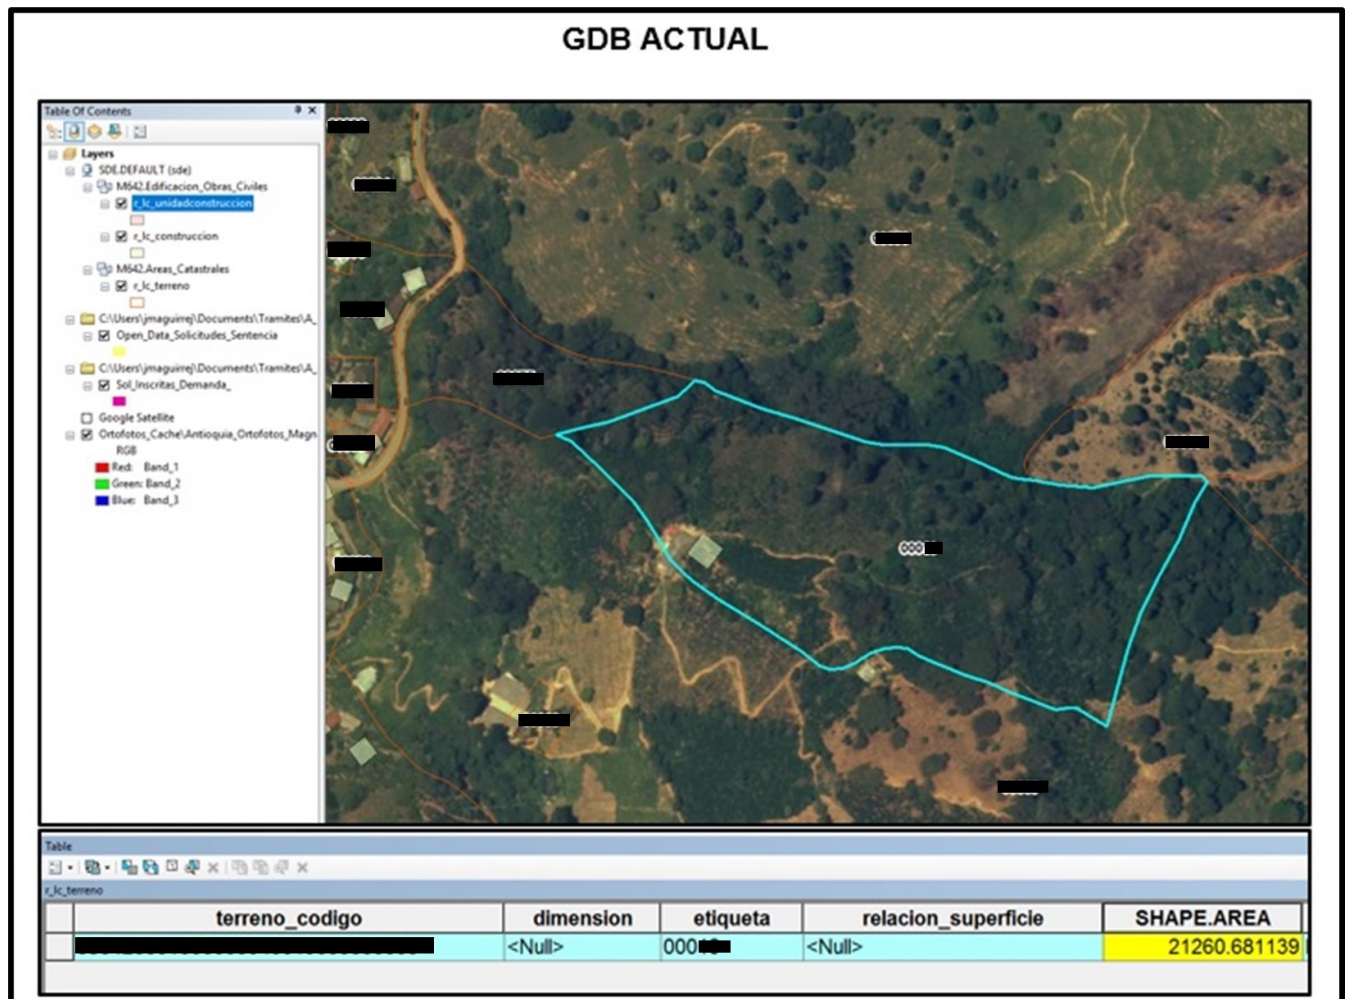 GDB ACTUAL
Table Of Contents
Layers
SDE.DEFAULT (sde)
M642.Edificacion_Obras_Civiles
r_lc_unidadconstruccion
r_lc_construccion
M642.Areas_Catastrales
r_lc_terreno
C:\Users\jmaguirrej\Documents\Tramites\A_
Open_Data_Solicitudes_Sentencia
C:\Users\jmaguirrej\Documents\Tramites\A_
Sol_Inscritas_Demanda_
Google Satellite
Ortofotos_Cache\Antioquia_Ortofotos_Magn
RGB
Red: Band_1
Green: Band_2
Blue: Band_3
000
Table
r_lc_terreno
terreno_codigo dimension etiqueta relacion_superficie SHAPE.AREA
<Null> 000 <Null> 21260.681139